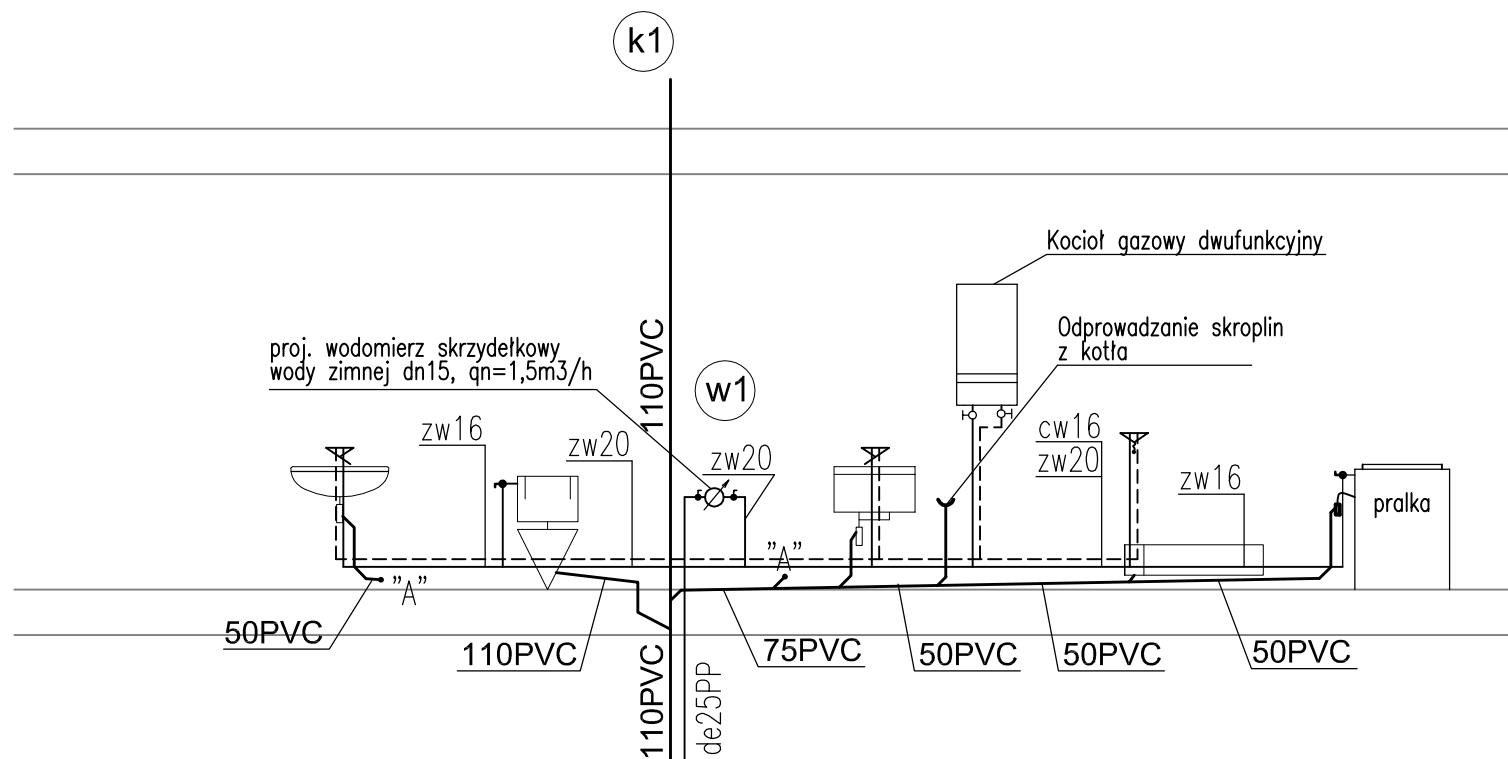 k1
Kocioł gazowy dwufunkcyjny
Odprowadzanie skroplin
z kotła
proj. wodomierz skrzydełkowy
wody zimnej dn15, qn=1,5m3/h
110PVC
w1
zw16
zw20
zw20
cw16
zw20
zw16
pralka
"A"
"A"
50PVC
110PVC
75PVC
50PVC
50PVC
50PVC
110PVC
de25PP